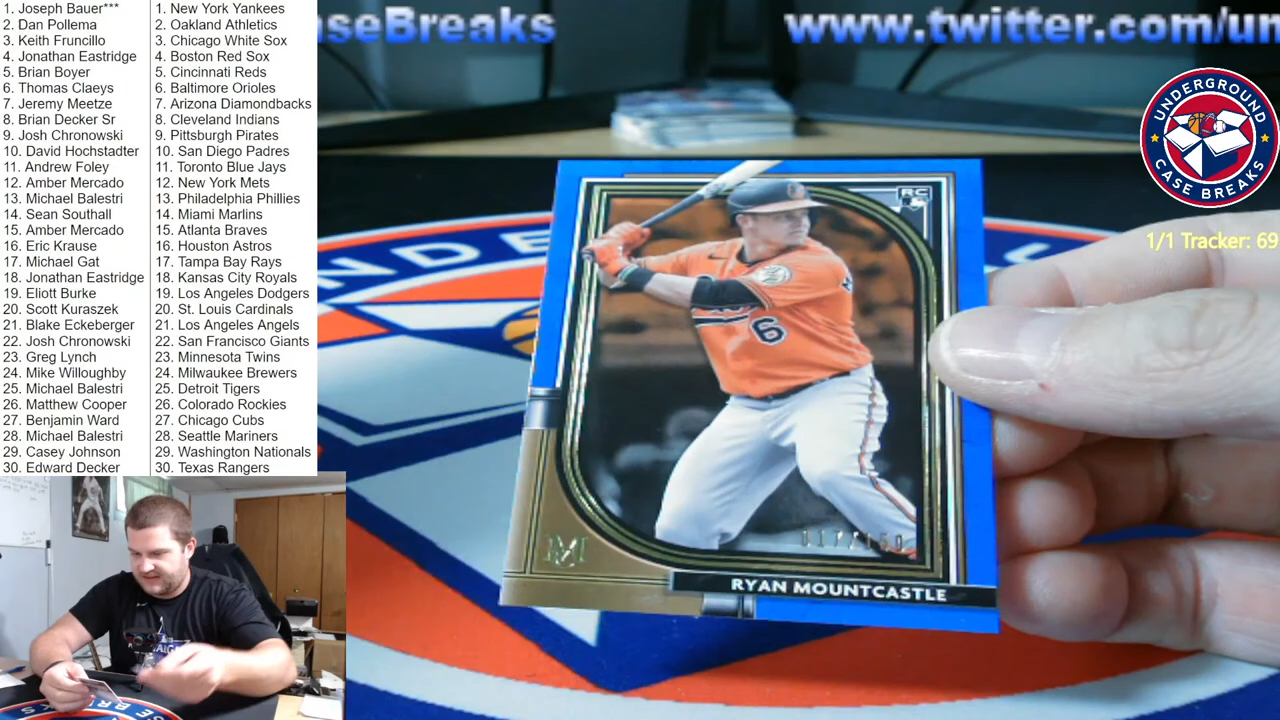 1. Joseph Bauer***
2. Dan Pollema
3. Keith Fruncillo
4. Jonathan Eastridge
5. Brian Boyer
6. Thomas Claeys
7. Jeremy Meetze
8. Brian Decker Sr
9. Josh Chronowski
10. David Hochstadter
11. Andrew Foley
12. Amber Mercado
13. Michael Balestri
14. Sean Southall
15. Amber Mercado
16. Eric Krause
17. Michael Gat
18. Jonathan Eastridge
19. Eliott Burke
20. Scott Kuraszek
21. Blake Eckeberger
22. Josh Chronowski
23. Greg Lynch
24. Mike Willoughby
25. Michael Balestri
26. Matthew Cooper
27. Benjamin Ward
28. Michael Balestri
29. Casey Johnson
30. Edward Decker
1. New York Yankees
2. Oakland Athletics
3. Chicago White Sox
4. Boston Red Sox
5. Cincinnati Reds
6. Baltimore Orioles
7. Arizona Diamondbacks
8. Cleveland Indians
9. Pittsburgh Pirates
10. San Diego Padres
11. Toronto Blue Jays
12. New York Mets
13. Philadelphia Phillies
14. Miami Marlins
15. Atlanta Braves
16. Houston Astros
17. Tampa Bay Rays
18. Kansas City Royals
19. Los Angeles Dodgers
20. St. Louis Cardinals
21. Los Angeles Angels
22. San Francisco Giants
23. Minnesota Twins
24. Milwaukee Brewers
25. Detroit Tigers
26. Colorado Rockies
27. Chicago Cubs
28. Seattle Mariners
29. Washington Nationals
30. Texas Rangers
aseBreaks
www.twitter.com/un
UNDERGROUND
CASE BREAKS
1/1 Tracker: 69
UNDE
RC
6
017/150
RYAN MOUNTCASTLE